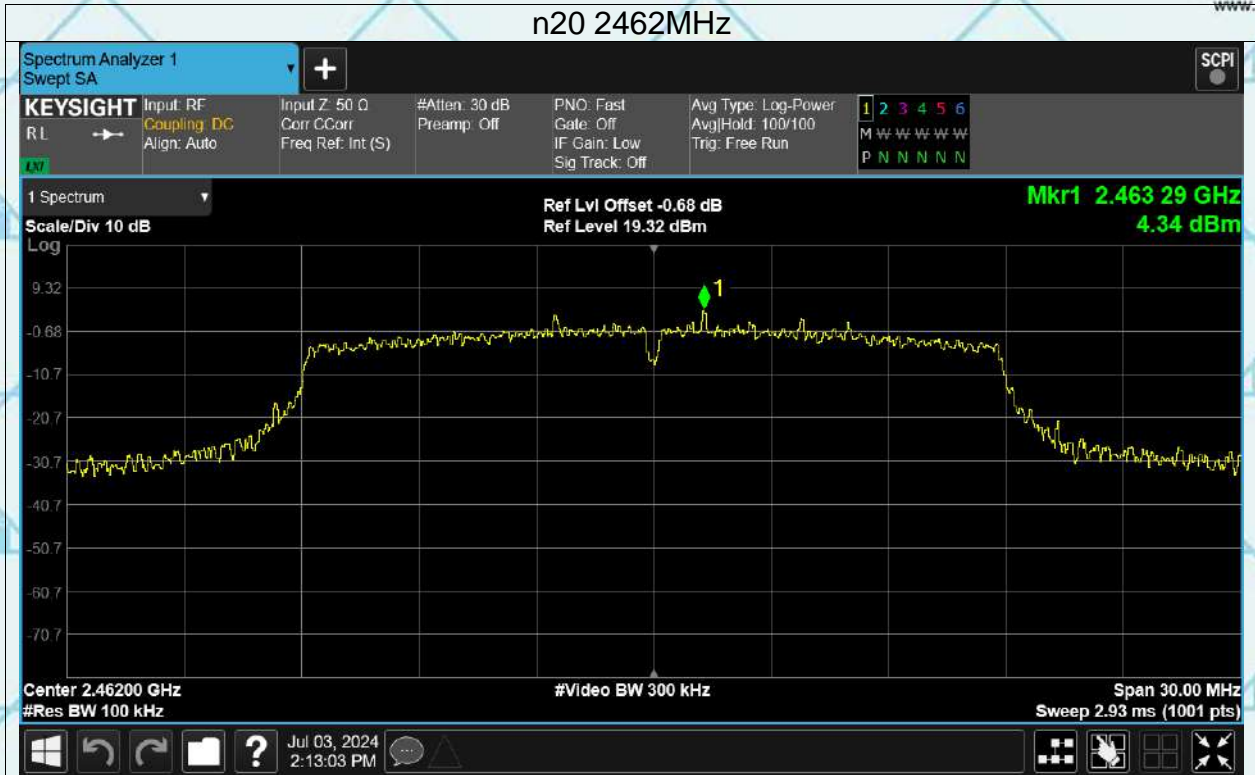 www.
n20 2462MHz
Spectrum Analyzer 1
Swept SA
+
SCPI
KEYSIGHT
RL
LXI
Input: RF
Coupling: DC
Align: Auto
Input Z: 50 Ω
Corr CCorr
Freq Ref: Int (S)
#Atten: 30 dB
Preamp: Off
PNO: Fast
Gate: Off
IF Gain: Low
Sig Track: Off
Avg Type: Log-Power
Avg|Hold: 100/100
Trig: Free Run
1 2 3 4 5 6
M W W W W W
P N N N N N
1 Spectrum
Scale/Div 10 dB
Ref Lvl Offset -0.68 dB
Ref Level 19.32 dBm
Mkr1 2.463 29 GHz
4.34 dBm
Log
9.32
-0.68
-10.7
-20.7
-30.7
-40.7
-50.7
-60.7
-70.7
1
Center 2.46200 GHz
#Res BW 100 kHz
#Video BW 300 kHz
Span 30.00 MHz
Sweep 2.93 ms (1001 pts)
?
Jul 03, 2024
2:13:03 PM